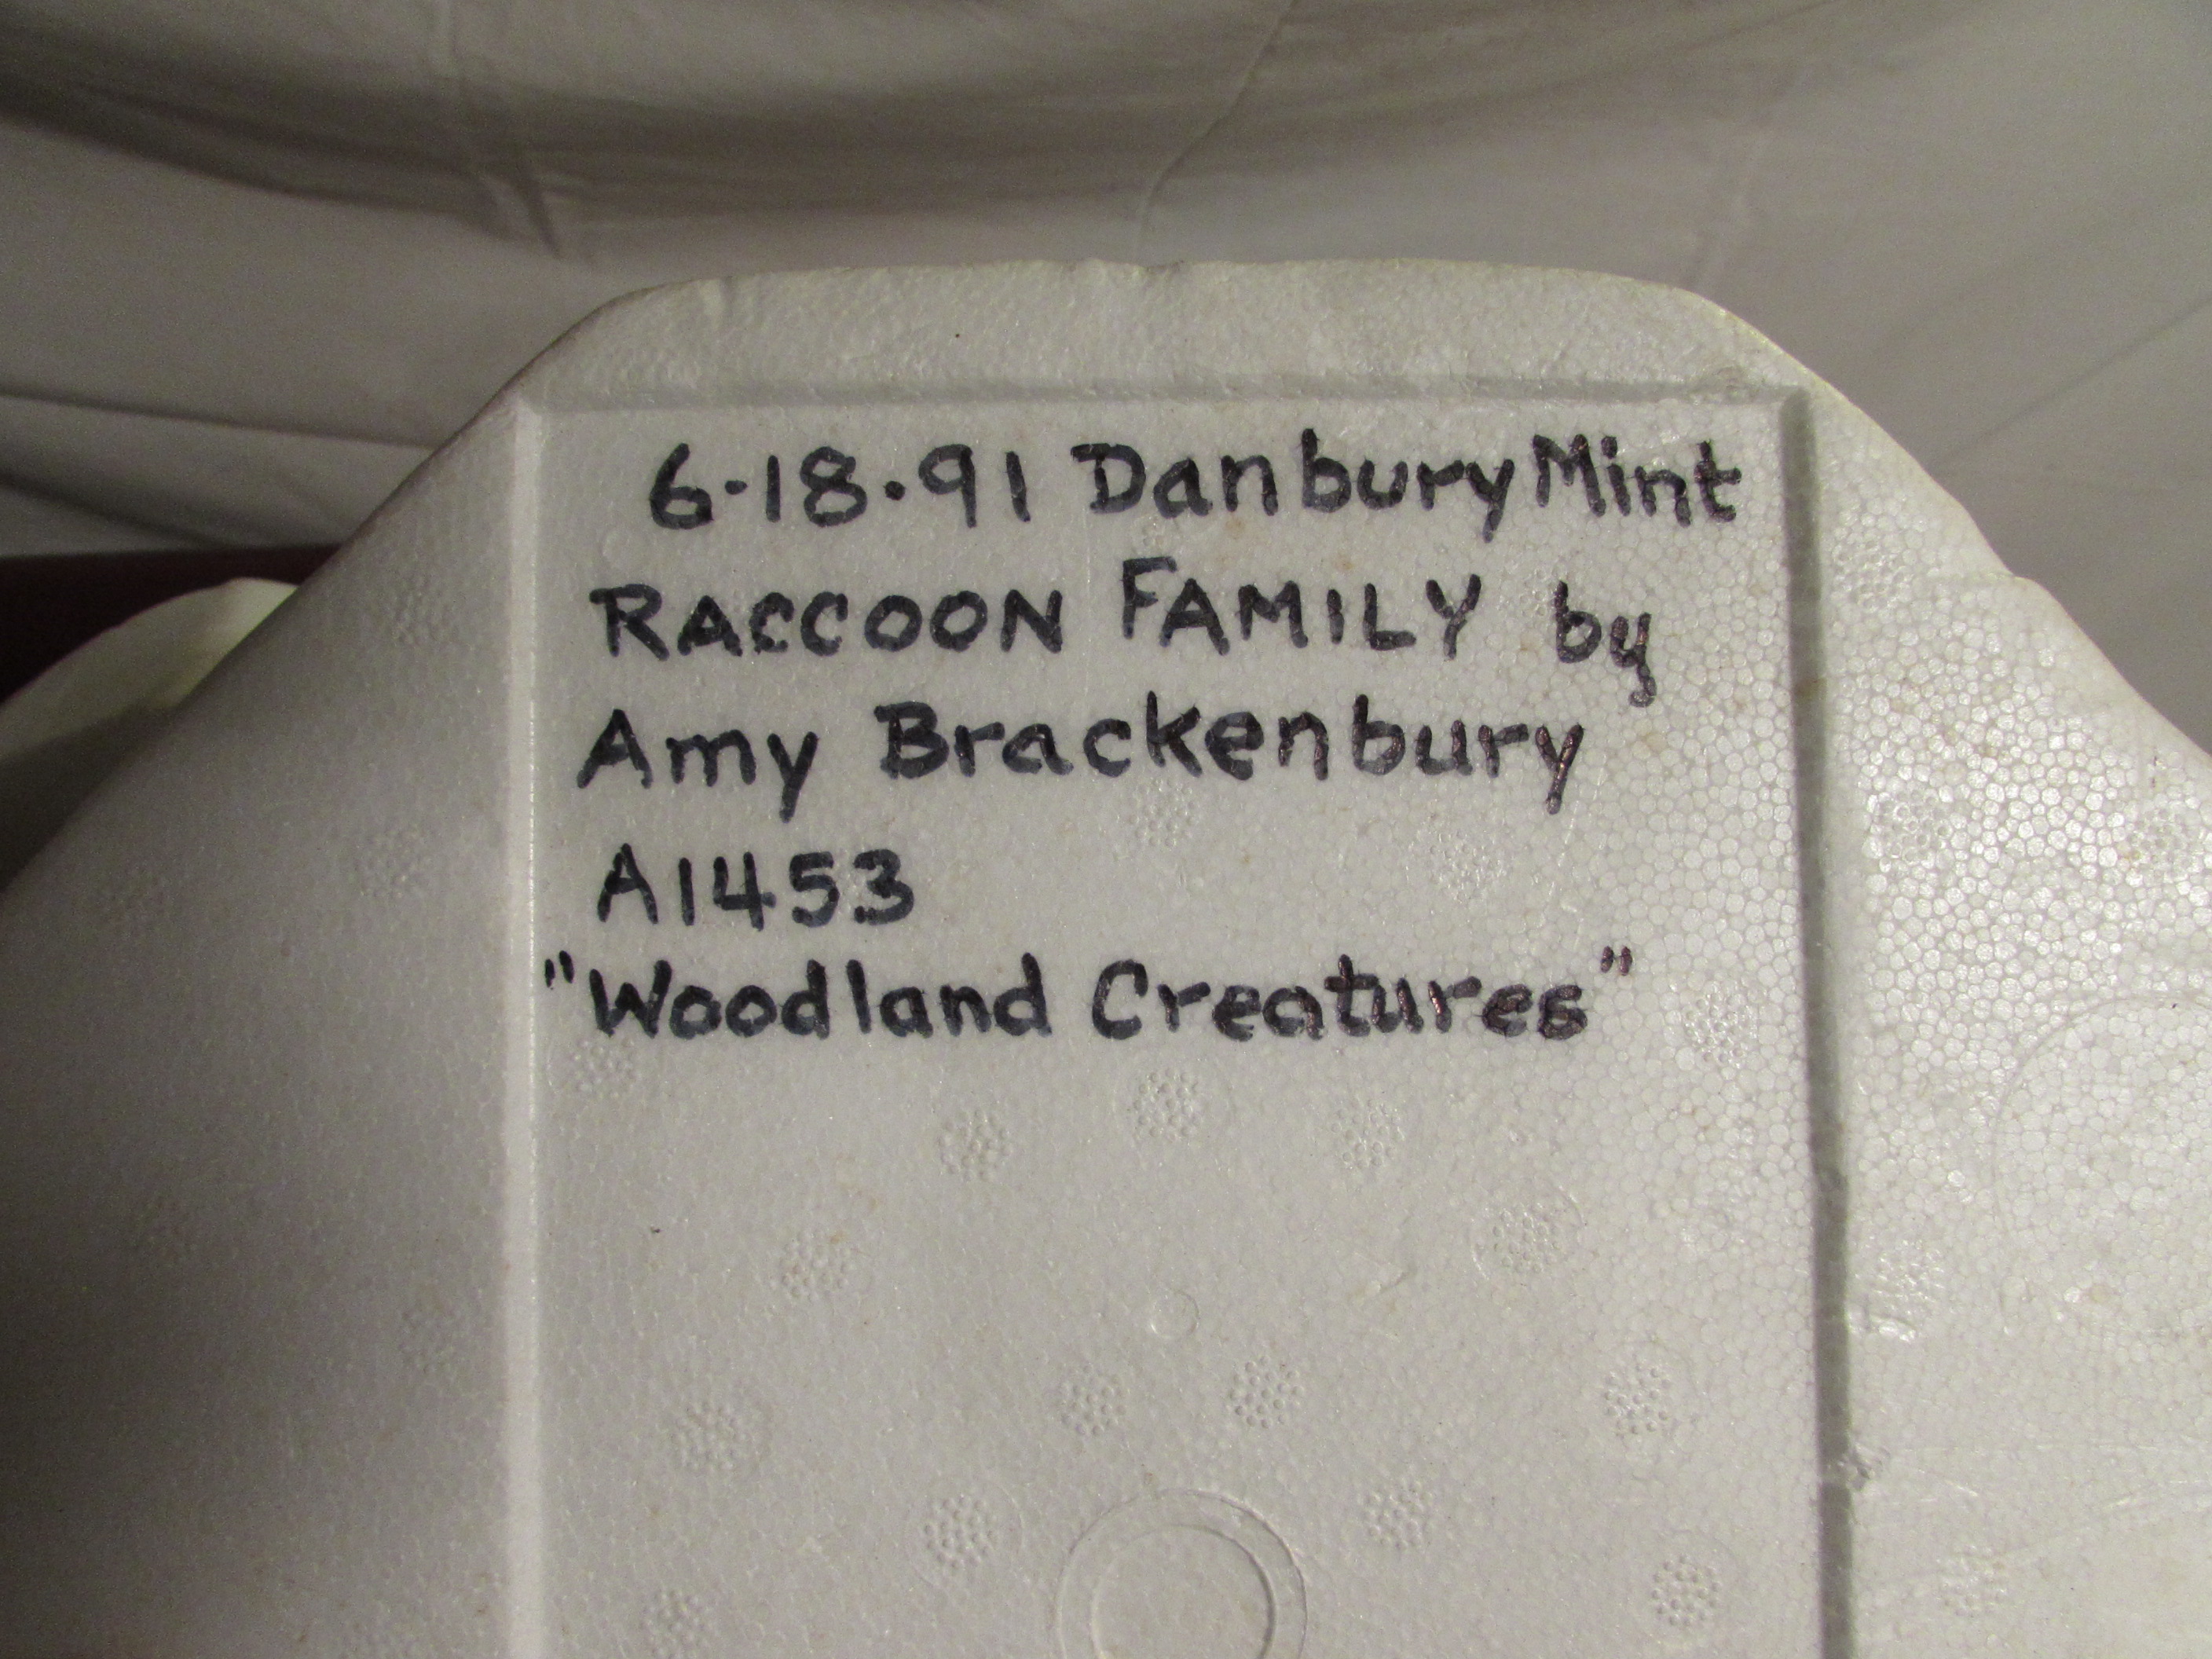 6·18·91 Danbury Mint
RACCOON FAMILY by
Amy Brackenbury
A1453
"Woodland Creatures"